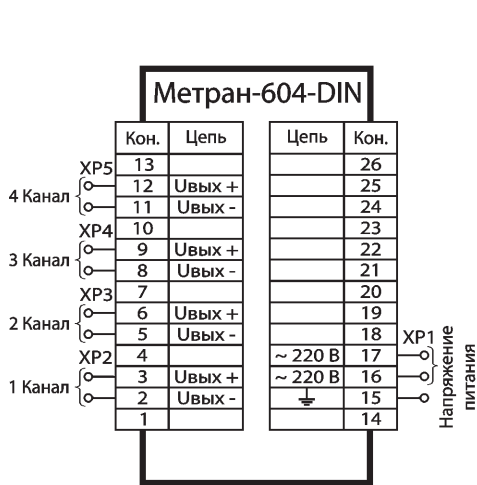 Метран-604-DIN
Кон. Цепь Цепь Кон.
XP5 13 26
4 Канал 12 Uвых + 25
11 Uвых - 24
XP4 10 23
3 Канал 9 Uвых + 22
8 Uвых - 21
XP3 7 20
2 Канал 6 Uвых + 19
5 Uвых - 18
XP2 4 ~ 220 В 17 XP1
1 Канал 3 Uвых + ~ 220 В 16
2 Uвых - 15
1 14
Напряжение
питания